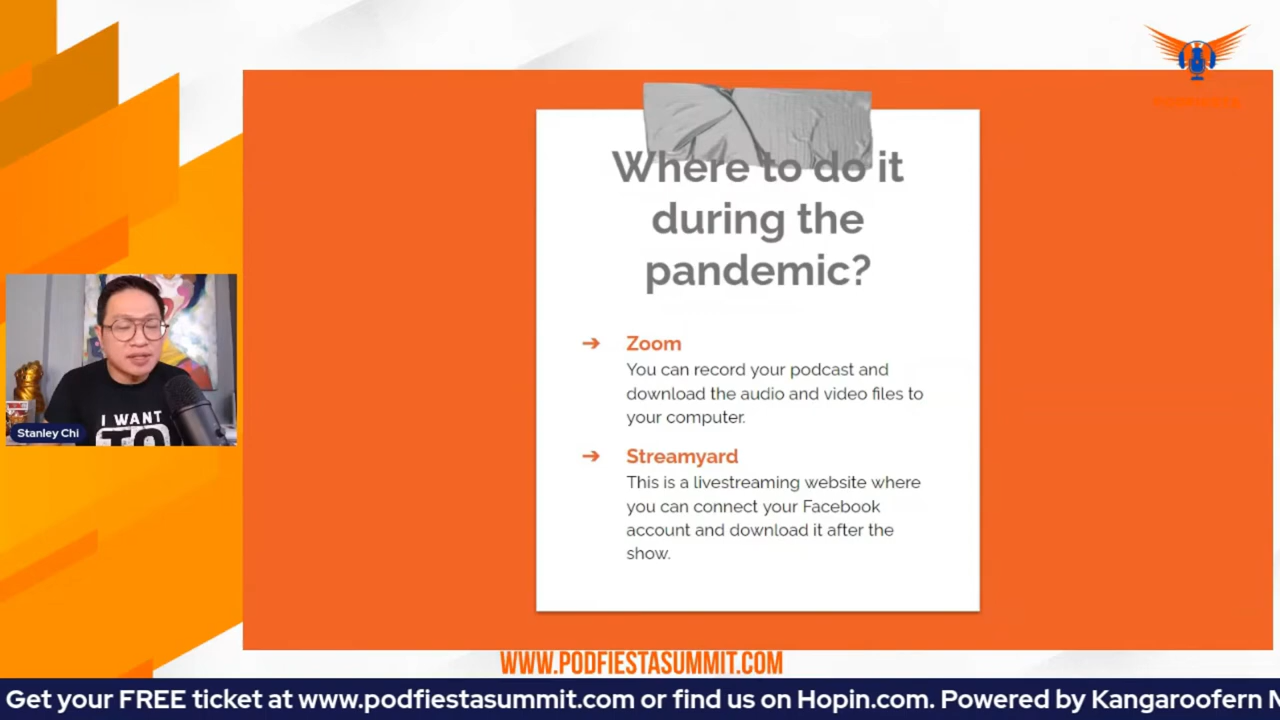 PODFIESTA
Where to do it
during the
pandemic?
➔ Zoom
You can record your podcast and
download the audio and video files to
your computer.
➔ Streamyard
This is a livestreaming website where
you can connect your Facebook
account and download it after the
show.
I WANT
TO
Stanley Chi
WWW.PODFIESTASUMMIT.COM
Get your FREE ticket at www.podfiestasummit.com or find us on Hopin.com. Powered by Kangaroofern M